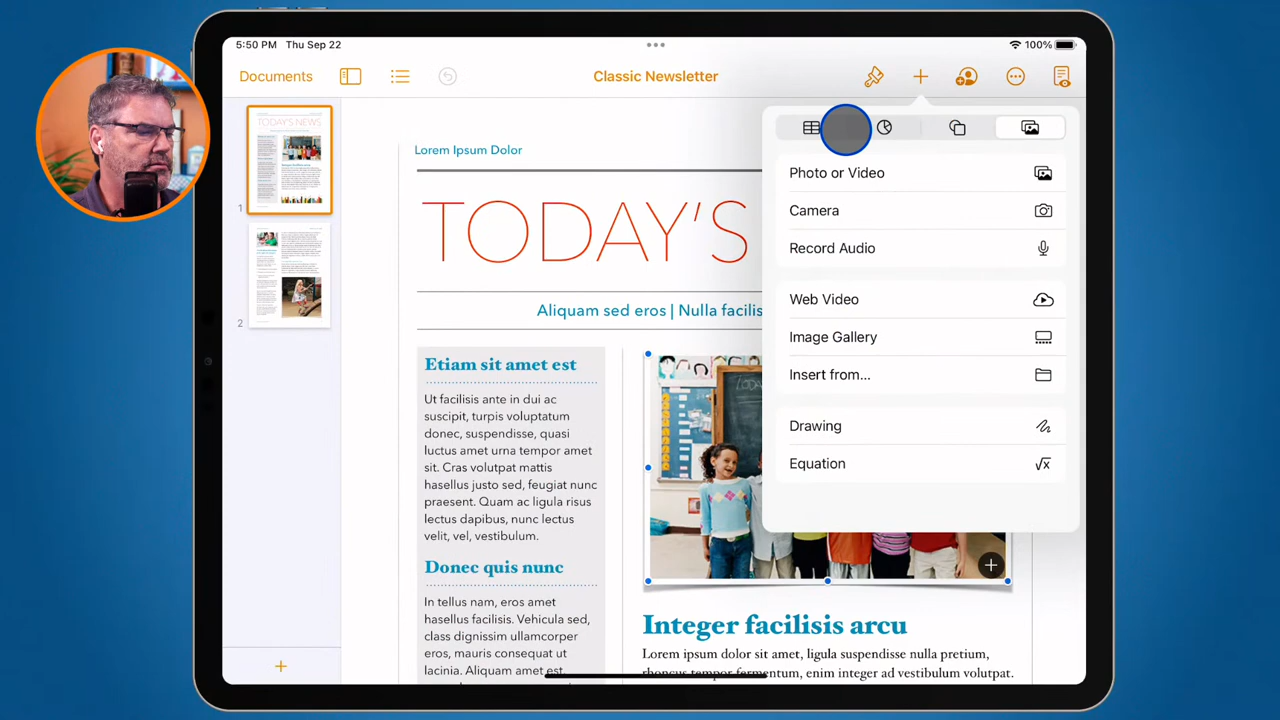 5:50 PM Thu Sep 22
100%
Documents
Classic Newsletter
Lorem Ipsum Dolor
TODAY'S
Aliquam sed eros | Nulla facilis
Etiam sit amet est
Ut facilisis ante in dui ac
suscipit, turpis voluptatum
donec, suspendisse, quasi
luctus amet urna tempor amet
sit. Cras volutpat mattis
hasellus justo sed, feugiat nunc
praesent. Quam ac ligula risus
lectus dapibus, nunc lectus
velit, vel, vestibulum.
Donec quis nunc
In tellus nam, eros amet
hasellus facilisis. Vehicula sed,
class dignissim ullamcorper
eros, mauris consequat ut
lacinia. Aliquam amet est
Integer facilisis arcu
Lorem ipsum dolor sit amet, ligula suspendisse nulla pretium,
rhoncus tempor fermentum, enim integer ligula volutpat.
Photo or Video
Camera
Record Audio
Web Video
Image Gallery
Insert from...
Drawing
Equation
√x
TODAY'S NEWS
1
2